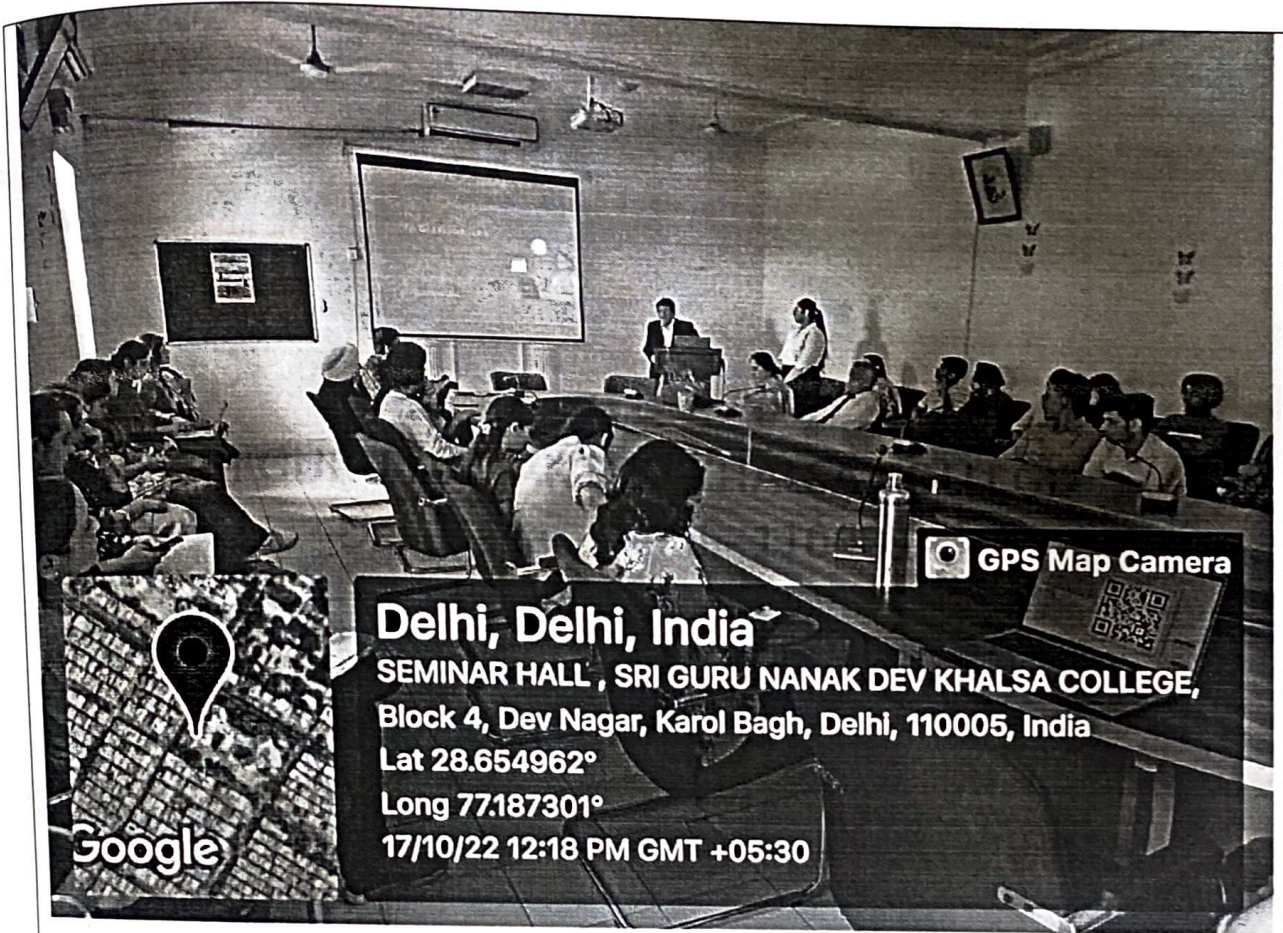 GPS Map Camera
Delhi, Delhi, India
SEMINAR HALL , SRI GURU NANAK DEV KHALSA COLLEGE,
Block 4, Dev Nagar, Karol Bagh, Delhi, 110005, India
Lat 28.654962°
Long 77.187301°
17/10/22 12:18 PM GMT +05:30
Google